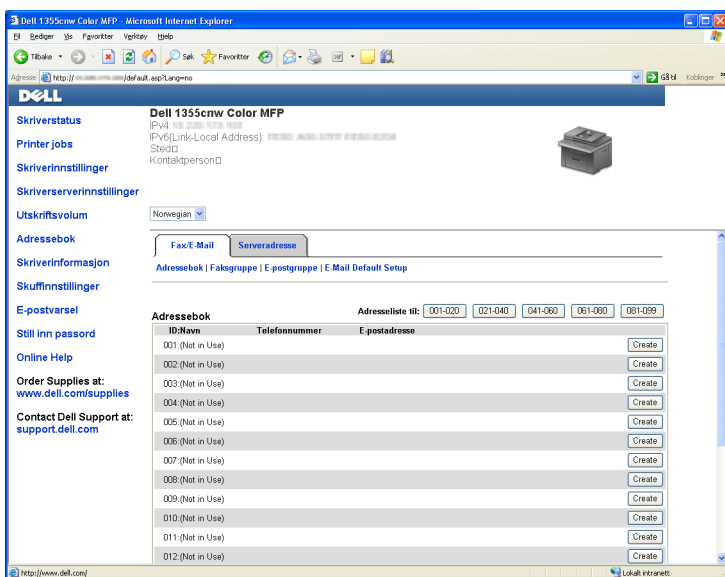 Dell 1355cnw Color MFP - Microsoft Internet Explorer
Fil Rediger Vis Favoritter Verktøy Hjelp
Tilbake Søk Favoritter
Adresse http:// /default.asp?Lang=no Gå til Koblinger »
DELL
Dell 1355cnw Color MFP
IPv4:
IPv6(Link-Local Address):
Sted
Kontaktperson
Skriverstatus
Printer jobs
Skriverinnstillinger
Skriverserverinnstillinger
Utskriftsvolum
Adressebok
Skriverinformasjon
Skuffinnstillinger
E-postvarsel
Still inn passord
Online Help
Order Supplies at:
www.dell.com/supplies
Contact Dell Support at:
support.dell.com
Norwegian
Fax/E-Mail Serveradresse
Adressebok | Faksgruppe | E-postgruppe | E-Mail Default Setup
Adressebok Adresseliste til: 001-020 021-040 041-060 061-080 081-099
ID:Navn Telefonnummer E-postadresse
001:(Not in Use) Create
002:(Not in Use) Create
003:(Not in Use) Create
004:(Not in Use) Create
005:(Not in Use) Create
006:(Not in Use) Create
007:(Not in Use) Create
008:(Not in Use) Create
009:(Not in Use) Create
010:(Not in Use) Create
011:(Not in Use) Create
012:(Not in Use) Create
http://www.dell.com/ Lokalt intranett